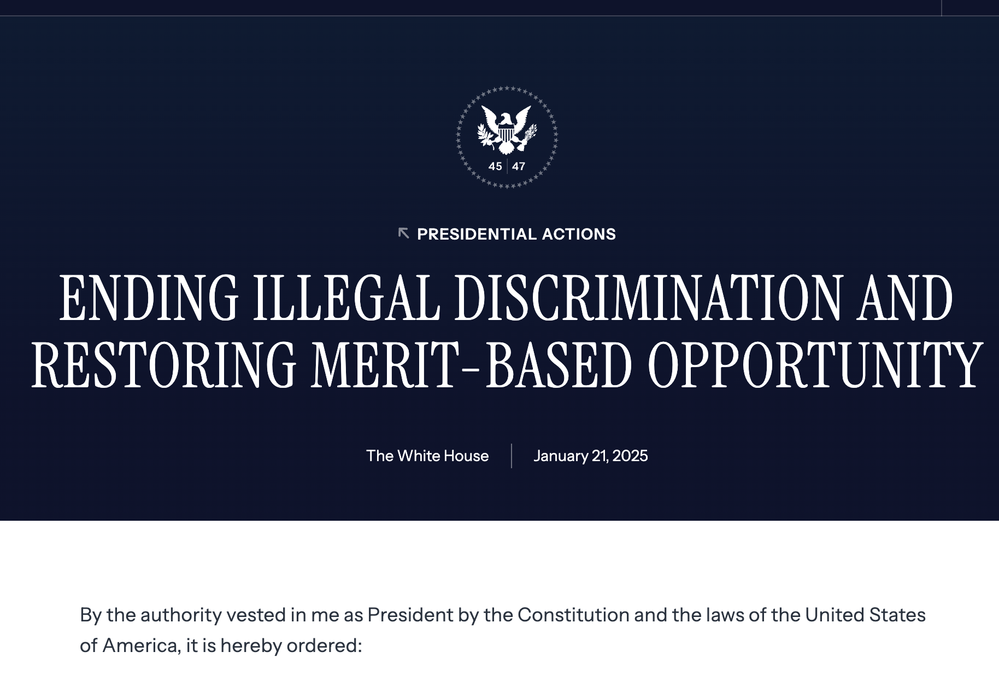 45 47
PRESIDENTIAL ACTIONS
ENDING ILLEGAL DISCRIMINATION AND
RESTORING MERIT-BASED OPPORTUNITY
The White House January 21, 2025
By the authority vested in me as President by the Constitution and the laws of the United States
of America, it is hereby ordered: